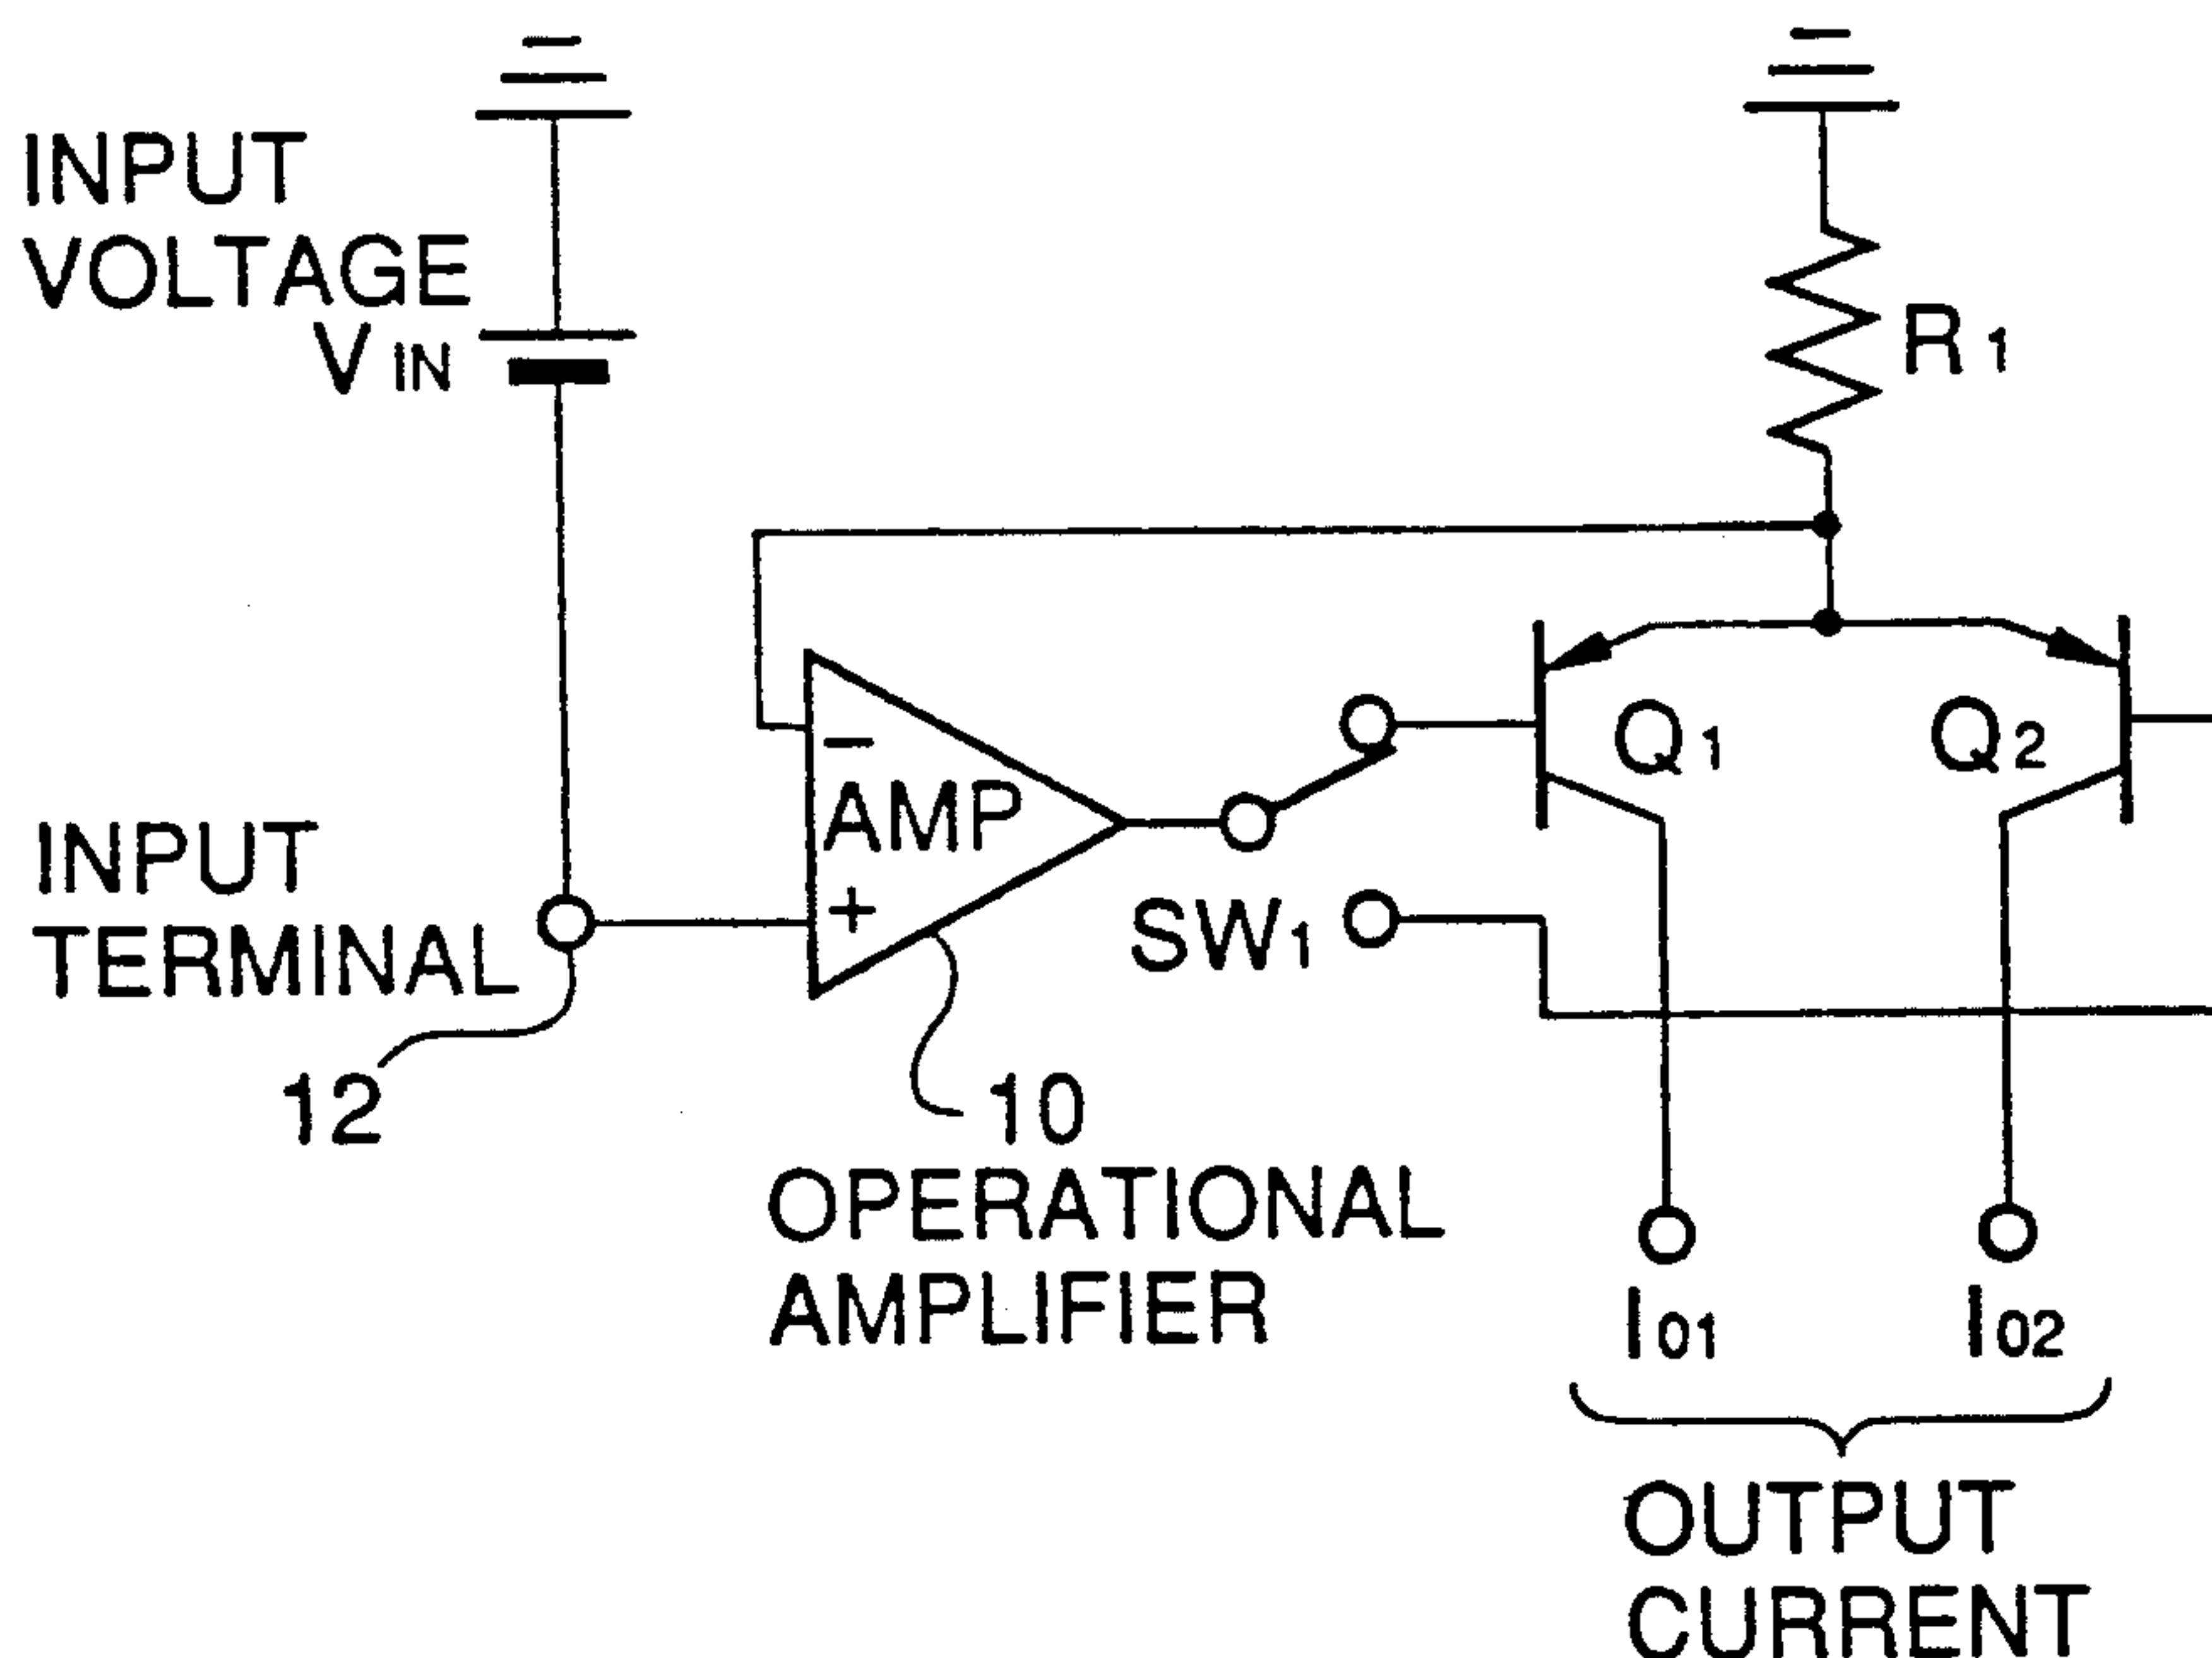 INPUT
VOLTAGE
VIN
R1
Q1
Q2
−
AMP
+
INPUT
TERMINAL
SW1
12
10
OPERATIONAL
AMPLIFIER
I01
I02
OUTPUT
CURRENT